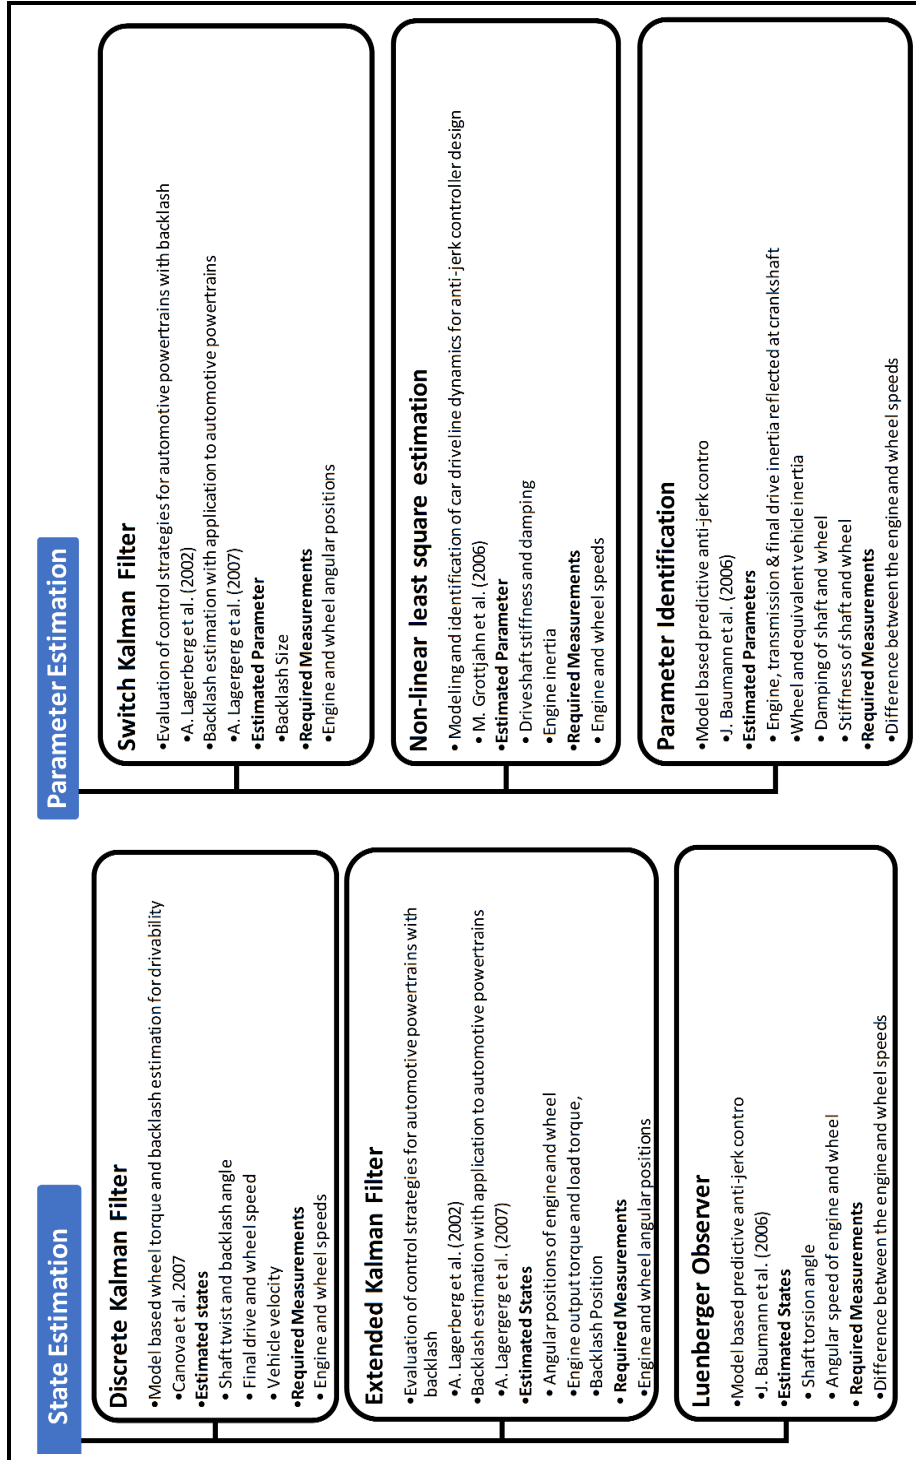 State Estimation
Discrete Kalman Filter
•Model based wheel torque and backlash estimation for drivability
•Canova et al. 2007
•Estimated states
• Shaft twist and backlash angle
• Final drive and wheel speed
• Vehicle velocity
•Required Measurements
• Engine and wheel speeds
Extended Kalman Filter
•Evaluation of control strategies for automotive powertrains with
backlash
•A. Lagerberg et al. (2002)
•Backlash estimation with application to automotive powertrains
•A. Lagergerg et al. (2007)
•Estimated States
• Angular positions of engine and wheel
•Engine output torque and load torque,
•Backlash Position
• Required Measurements
•Engine and wheel angular positions
Luenberger Observer
•Model based predictive anti-jerk contro
•J. Baumann et al. (2006)
•Estimated States
• Shaft torsion angle
• Angular speed of engine and wheel
• Required Measurements
•Difference between the engine and wheel speeds
Parameter Estimation
Switch Kalman Filter
•Evaluation of control strategies for automotive powertrains with backlash
•A. Lagerberg et al. (2002)
•Backlash estimation with application to automotive powertrains
•A. Lagergerg et al. (2007)
•Estimated Parameter
•Backlash Size
•Required Measurements
•Engine and wheel angular positions
Non-linear least square estimation
• Modeling and identification of car driveline dynamics for anti-jerk controller design
• M. Grottjahn et al. (2006)
•Estimated Parameter
• Driveshaft stiffness and damping
•Engine inertia
•Required Measurements
• Engine and wheel speeds
Parameter Identification
•Model based predictive anti-jerk contro
•J. Baumann et al. (2006)
•Estimated Parameters
• Engine, transmission & final drive inertia reflected at crankshaft
•Wheel and equivalent vehicle inertia
• Damping of shaft and wheel
• Stiffness of shaft and wheel
•Required Measurements
•Difference between the engine and wheel speeds